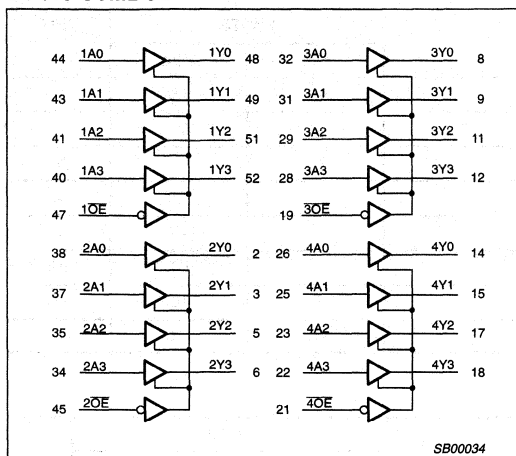 44 1A0 1Y0 48 32 3A0 3Y0 8
43 1A1 1Y1 49 31 3A1 3Y1 9
41 1A2 1Y2 51 29 3A2 3Y2 11
40 1A3 1Y3 52 28 3A3 3Y3 12
47 1OE 19 3OE
38 2A0 2Y0 2 26 4A0 4Y0 14
37 2A1 2Y1 3 25 4A1 4Y1 15
35 2A2 2Y2 5 23 4A2 4Y2 17
34 2A3 2Y3 6 22 4A3 4Y3 18
45 2OE 21 4OE
SB00034